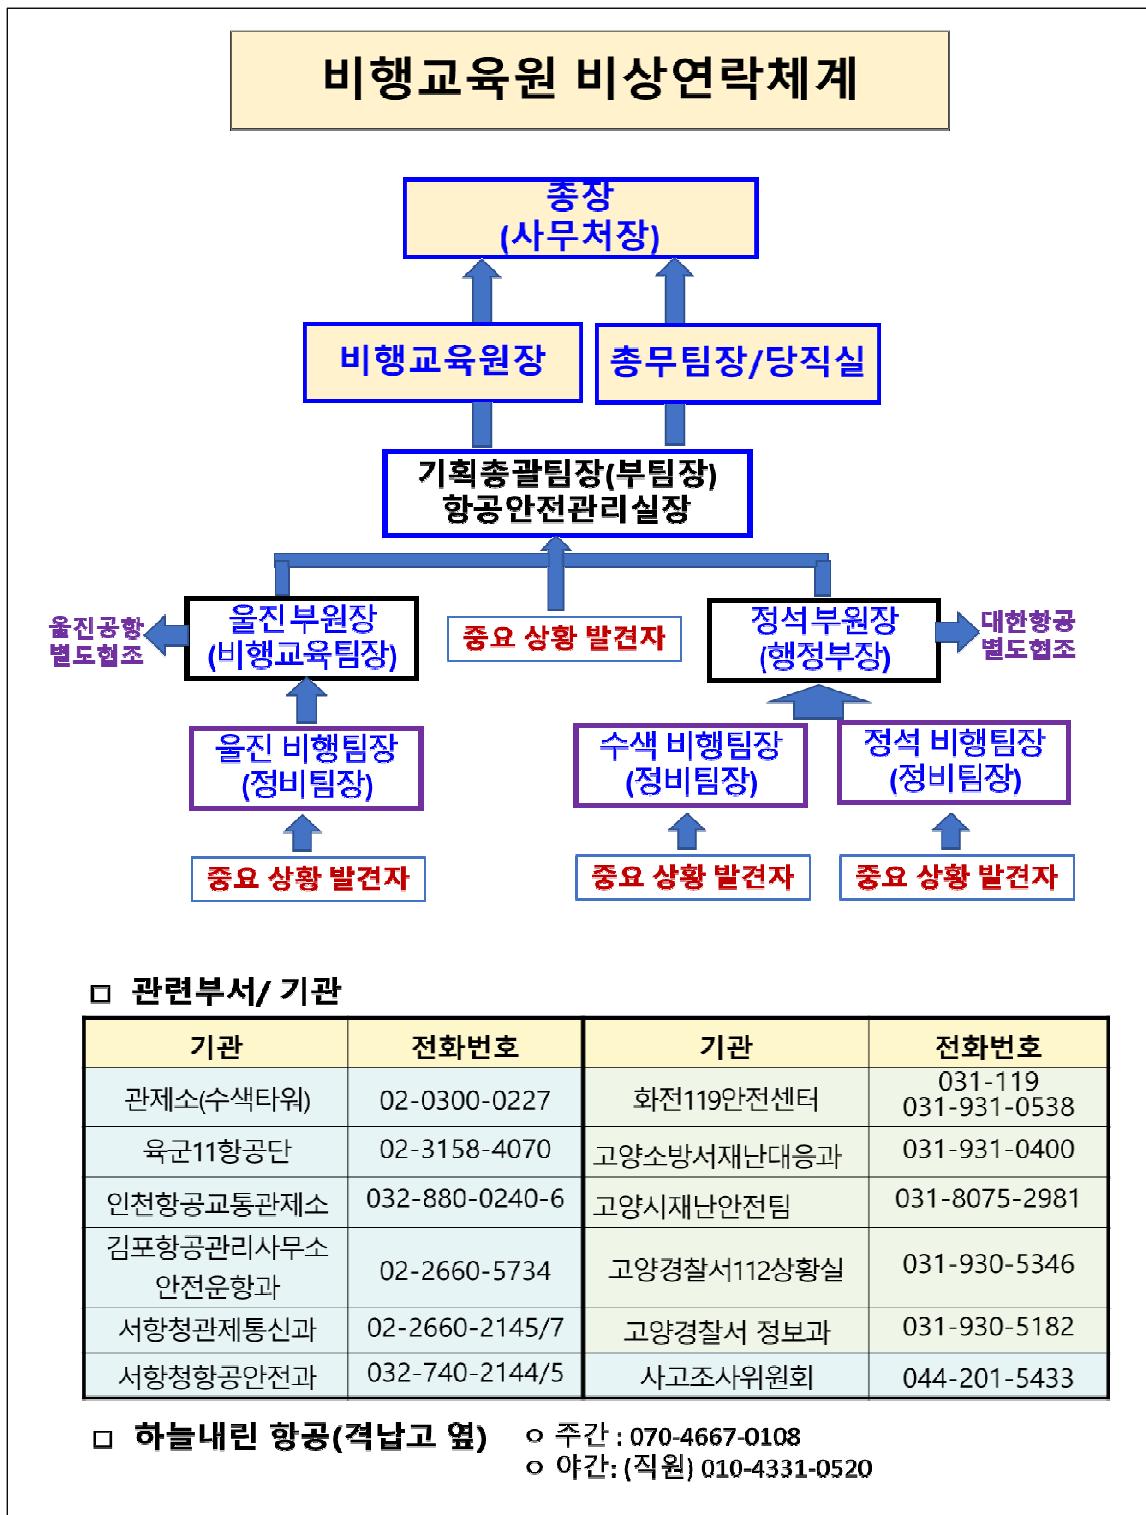 비행교육원 비상연락체계
총장
(사무처장)
비행교육원장
총무팀장/당직실
기획총괄팀장(부팀장)
항공안전관리실장
울진공항
별도협조
울진 부원장
(비행교육팀장)
중요 상황 발견자
정석 부원장
(행정부장)
대한항공
별도협조
울진 비행팀장
(정비팀장)
수색 비행팀장
(정비팀장)
정석 비행팀장
(정비팀장)
중요 상황 발견자
중요 상황 발견자
중요 상황 발견자
□ 관련부서/ 기관
기관 전화번호 기관 전화번호
관제소(수색타워) 02-0300-0227 화전119안전센터 031-119
031-931-0538
육군11항공단 02-3158-4070 고양소방서재난대응과 031-931-0400
인천항공교통관제소 032-880-0240-6 고양시재난안전팀 031-8075-2981
김포항공관리사무소
안전운항과 02-2660-5734 고양경찰서112상황실 031-930-5346
서항청관제통신과 02-2660-2145/7 고양경찰서 정보과 031-930-5182
서항청항공안전과 032-740-2144/5 사고조사위원회 044-201-5433
□ 하늘내린 항공(격납고 옆)
ㅇ 주간 : 070-4667-0108
ㅇ 야간: (직원) 010-4331-0520